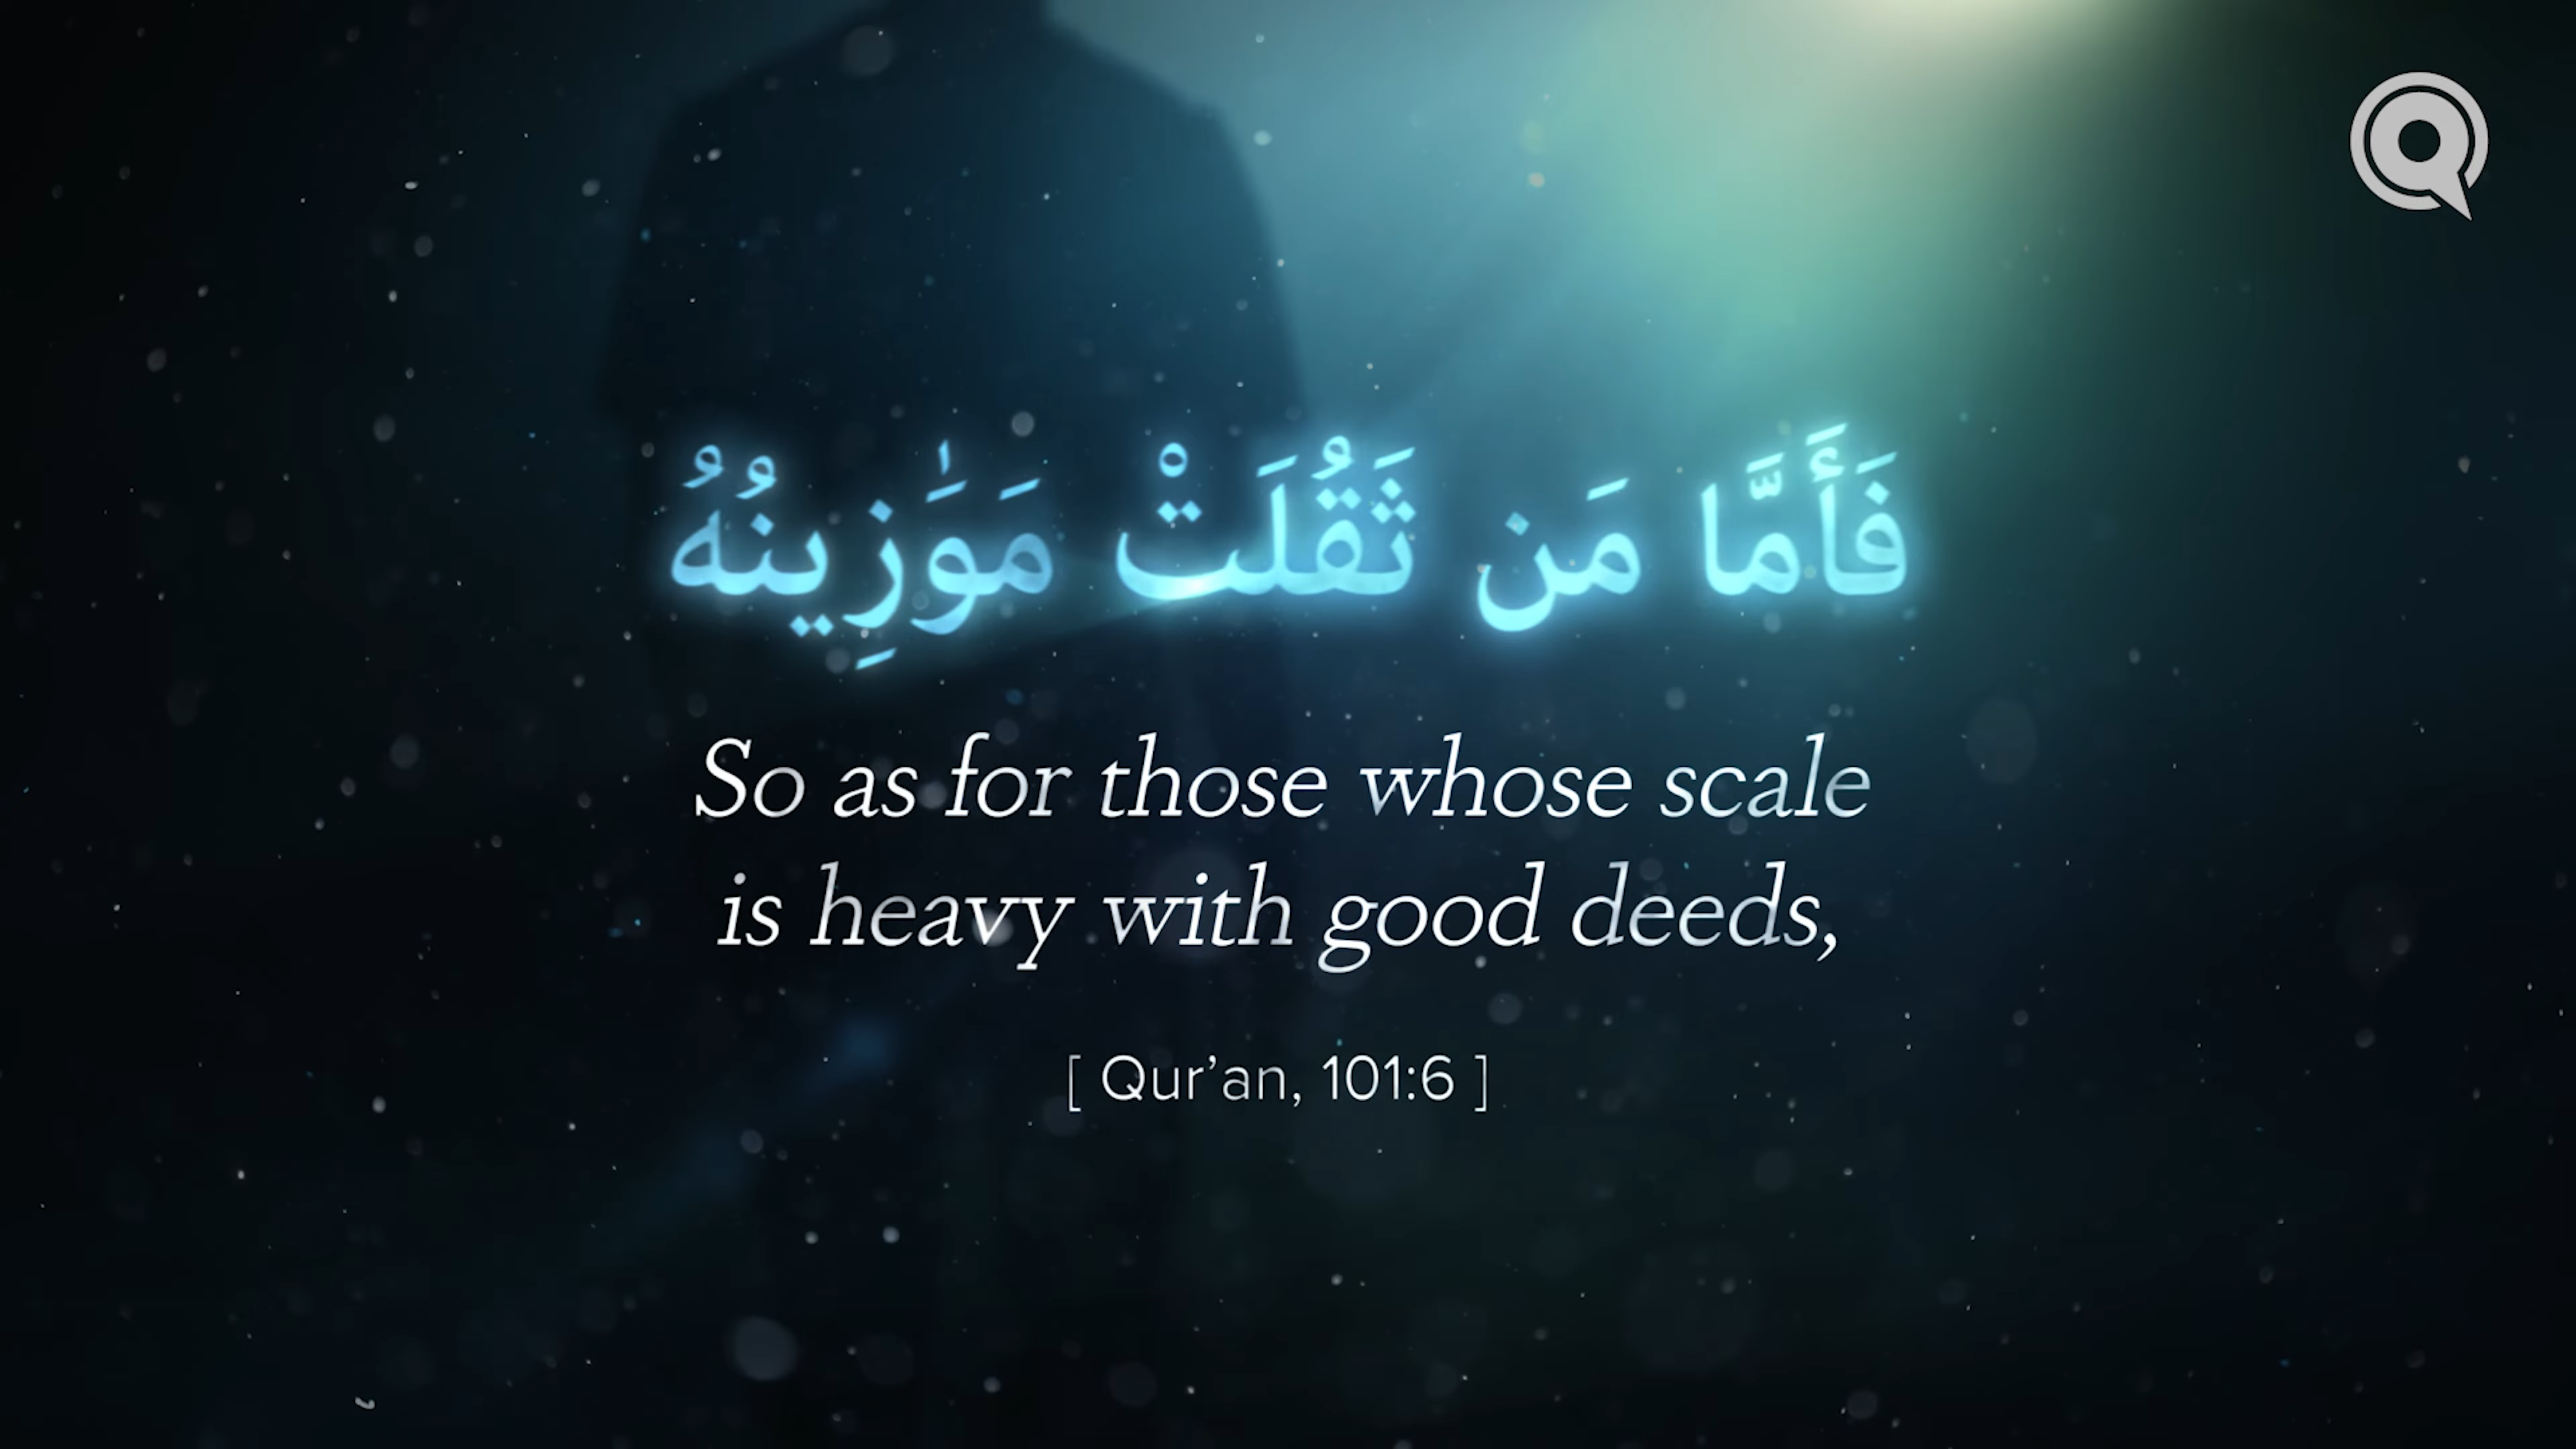 فَأَمَّا مَن ثَقُلَتْ مَوَٰزِينُهُ
So as for those whose scale
is heavy with good deeds,
[ Qur’an, 101:6 ]